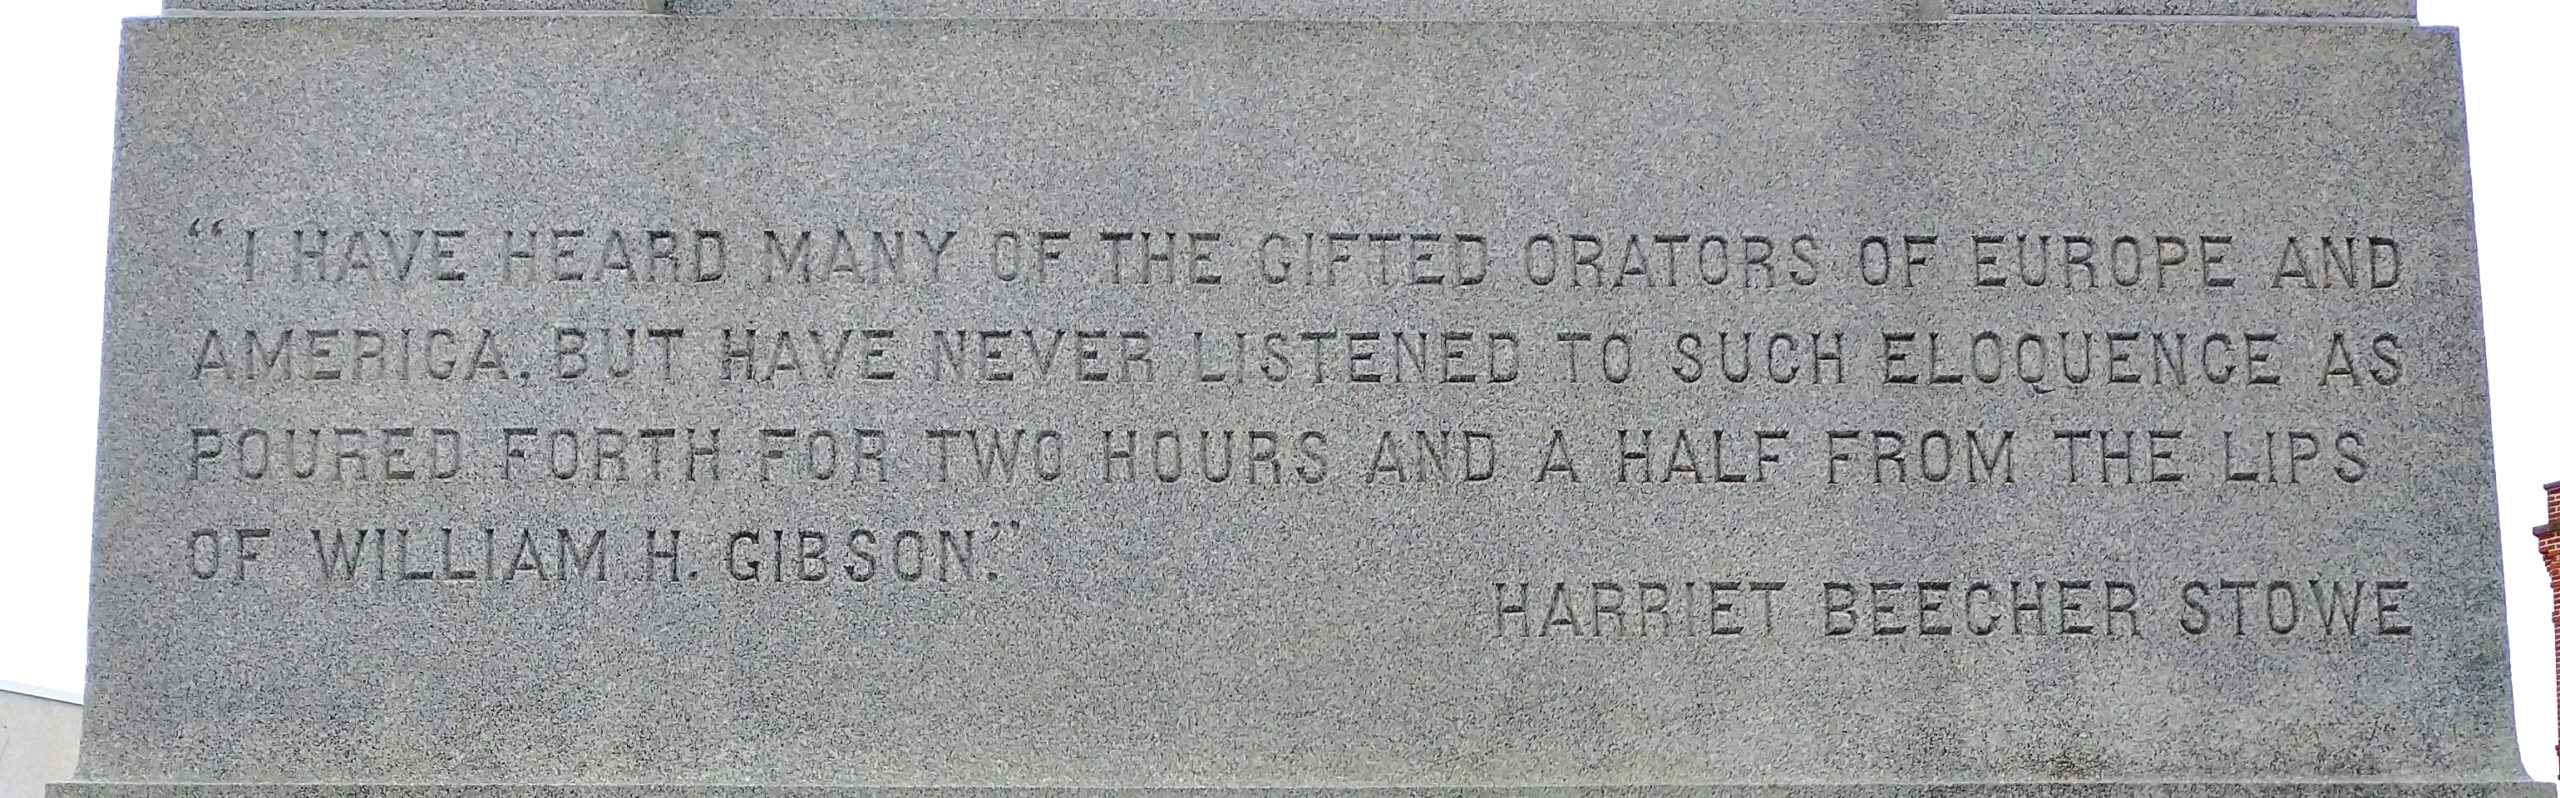 “I HAVE HEARD MANY OF THE GIFTED ORATORS OF EUROPE AND
AMERICA, BUT HAVE NEVER LISTENED TO SUCH ELOQUENCE AS
POURED FORTH FOR TWO HOURS AND A HALF FROM THE LIPS
OF WILLIAM H. GIBSON.”
HARRIET BEECHER STOWE